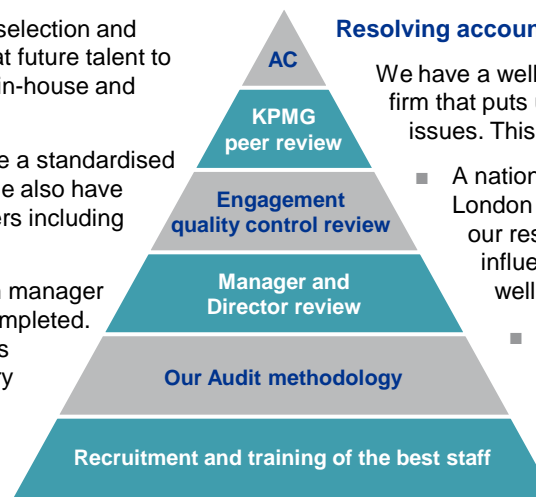 selection and
at future talent to
in-house and
e a standardised
e also have
ers including
manager
mpleted.
s
ry
AC
KPMG
peer review
Engagement
quality control review
Manager and
Director review
Our Audit methodology
Recruitment and training of the best staff
Resolving accoun
We have a well
firm that puts
issues. This
■ A nation
London
our res
influe
well
■